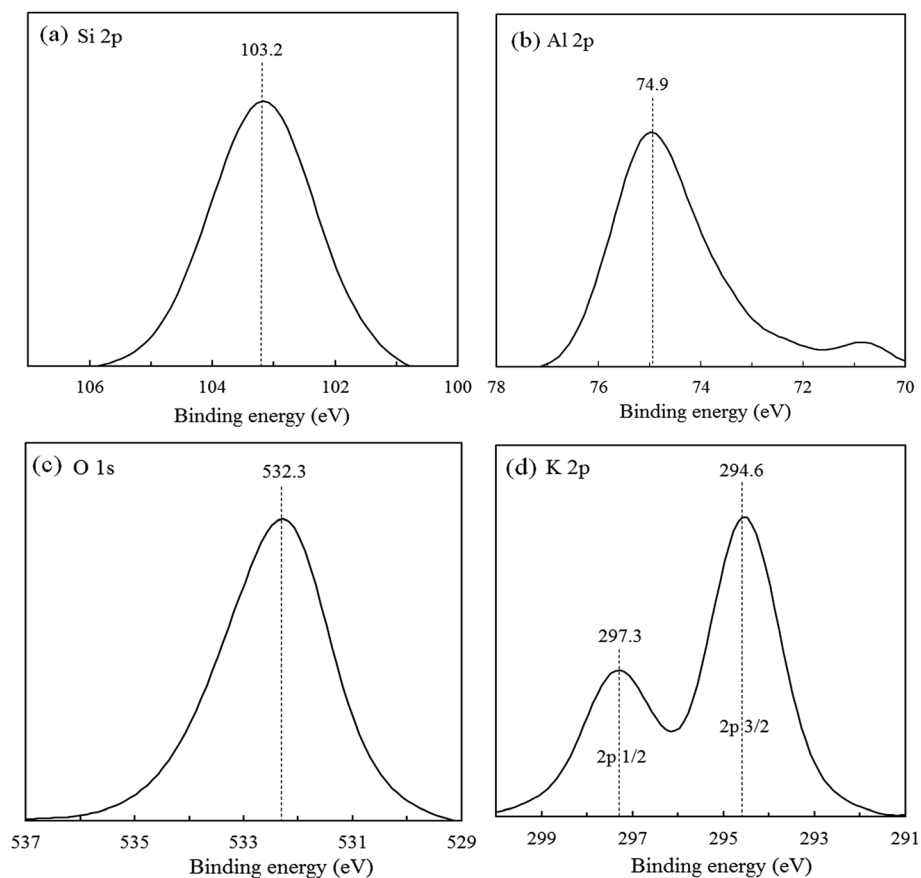 (a) Si 2p
103.2
106 104 102 100
Binding energy (eV)
(b) Al 2p
74.9
78 76 74 72 70
Binding energy (eV)
(c) O 1s
532.3
537 535 533 531 529
Binding energy (eV)
(d) K 2p
294.6
297.3
2p 3/2
2p 1/2
299 297 295 293 291
Binding energy (eV)